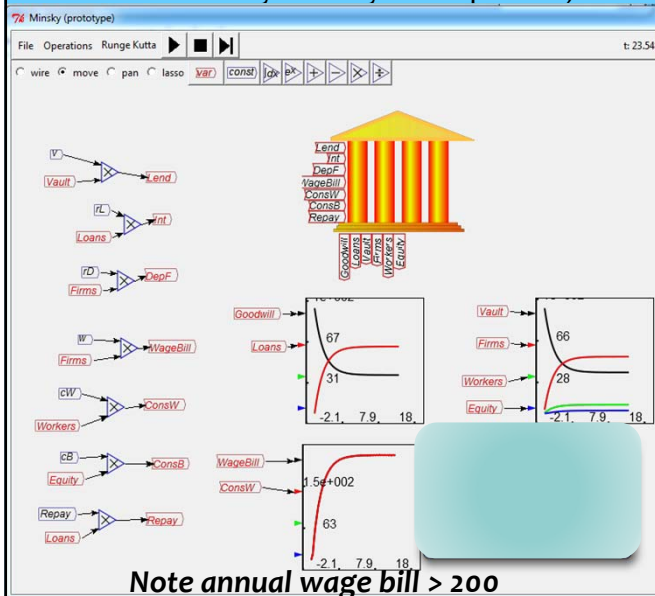 Minsky (prototype)
File Operations Runge Kutta t: 23.54
wire move pan lasso var const ∫dx eˣ + − × ÷
v
Vault
Lend
rL
Loans
Int
rD
Firms
DepF
w
Firms
WageBill
cW
Workers
ConsW
cB
Equity
ConsB
Repay
Loans
Repay
Lend
Int
DepF
WageBill
ConsW
ConsB
Repay
Goodwill
Loans
Vault
Firms
Workers
Equity
Goodwill
Loans
67
31
-2.1 7.9 18.
Vault
Firms
Workers
Equity
66
28
-2.1 7.9 18.
WageBill
ConsW
1.5e+002
63
-2.1 7.9 18.
Note annual wage bill > 200